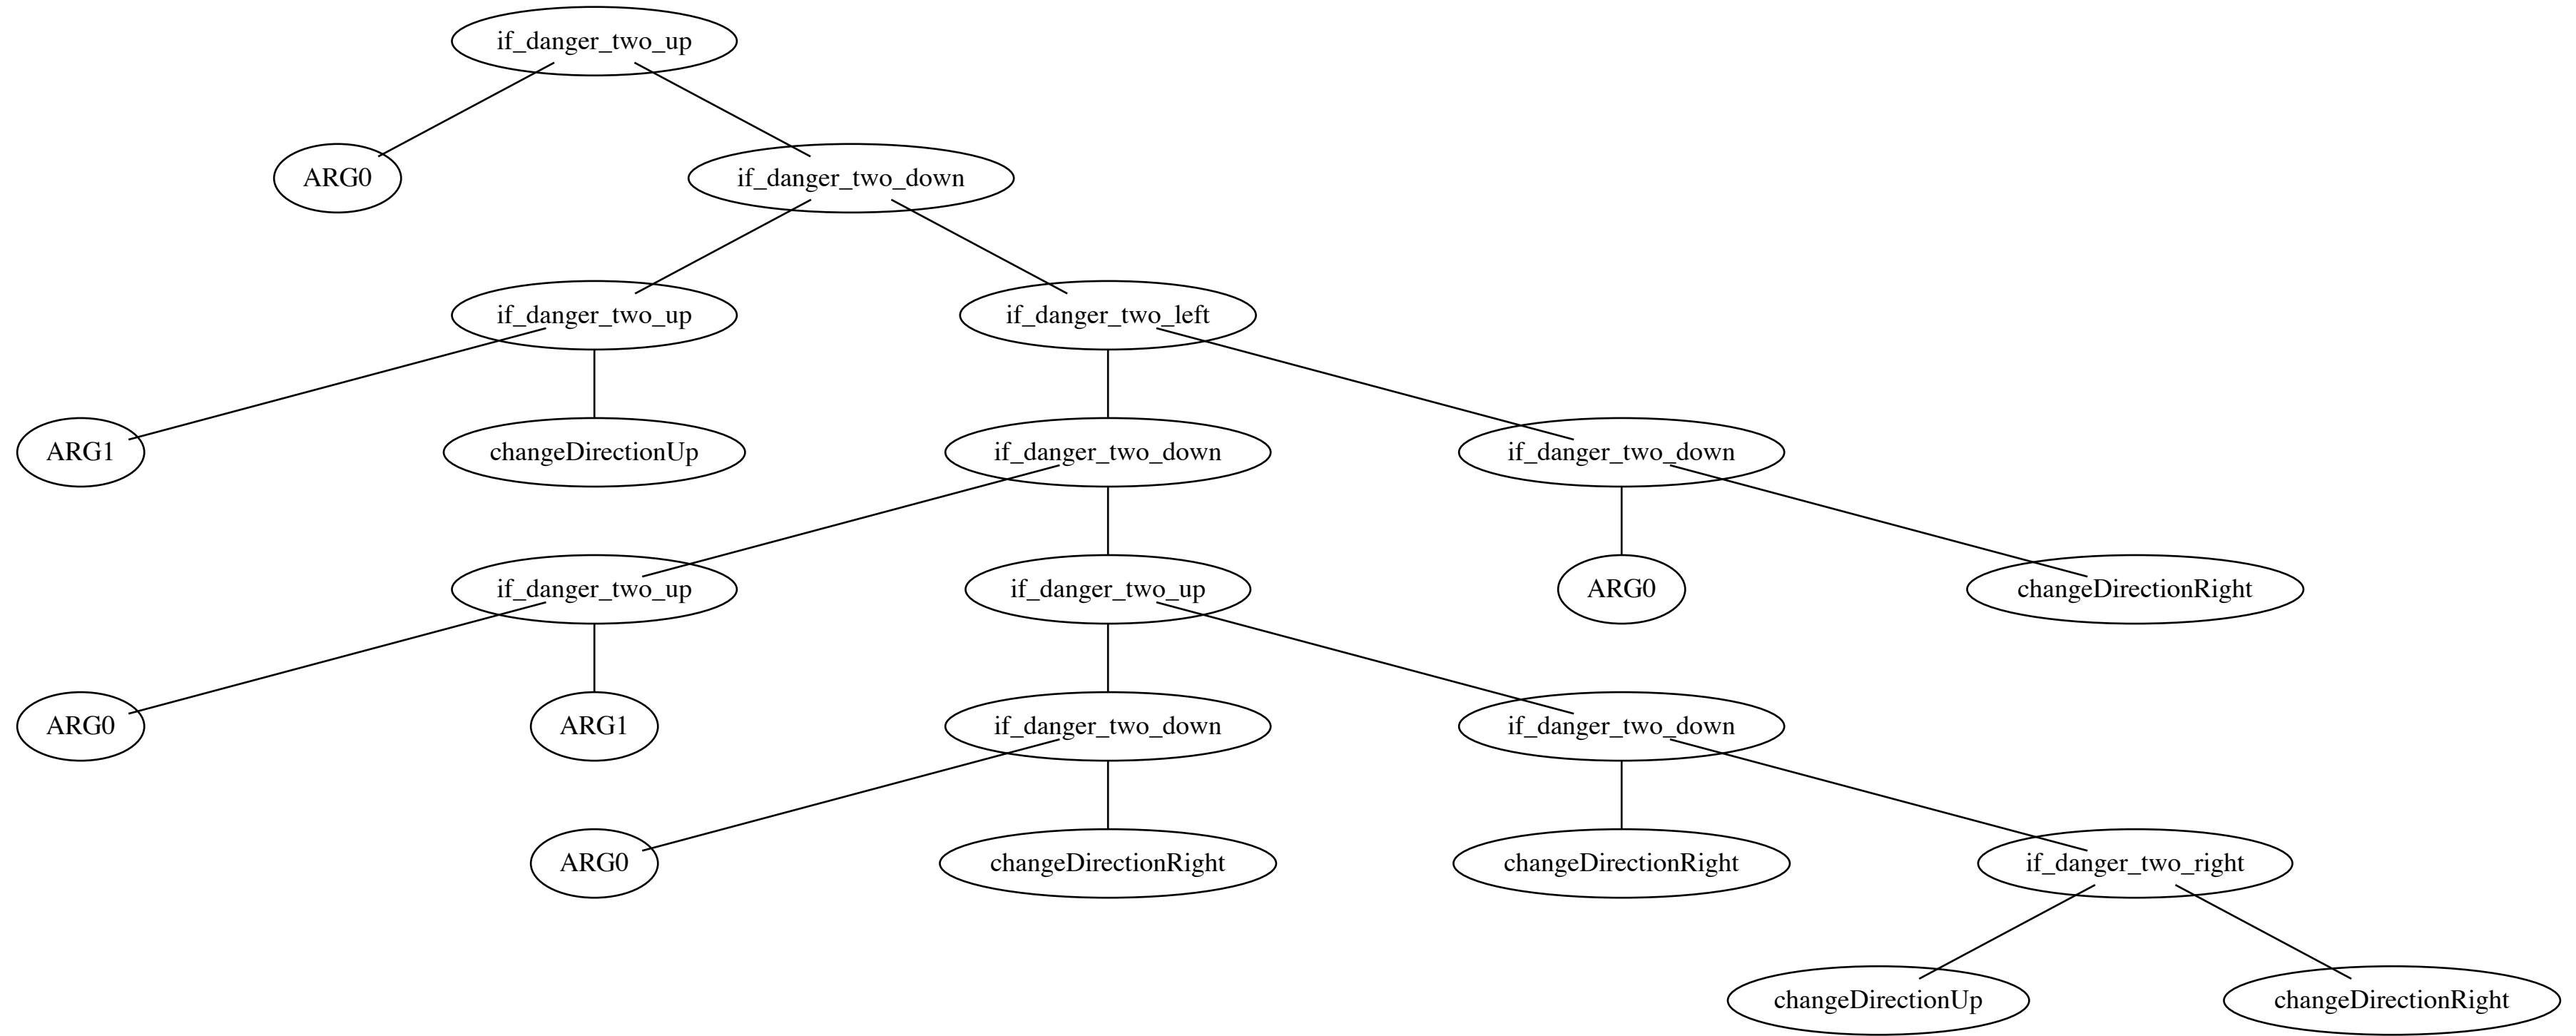 if_danger_two_up
ARG0
if_danger_two_down
if_danger_two_up
if_danger_two_left
ARG1
changeDirectionUp
if_danger_two_down
if_danger_two_down
if_danger_two_up
if_danger_two_up
ARG0
changeDirectionRight
ARG0
ARG1
if_danger_two_down
if_danger_two_down
ARG0
changeDirectionRight
changeDirectionRight
if_danger_two_right
changeDirectionUp
changeDirectionRight